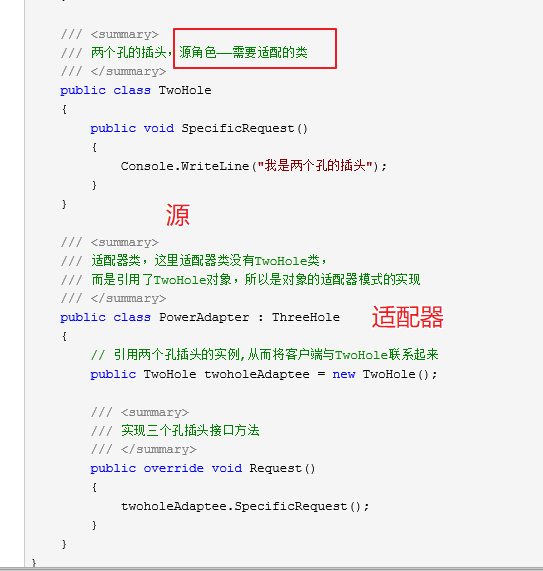 /// <summary>
/// 两个孔的插头，源角色——需要适配的类
/// </summary>
public class TwoHole
{
public void SpecificRequest()
{
Console.WriteLine("我是两个孔的插头");
}
}
源
/// <summary>
/// 适配器类，这里适配器类没有TwoHole类，
/// 而是引用了TwoHole对象，所以是对象的适配器模式的实现
/// </summary>
public class PowerAdapter : ThreeHole
适配器
{
// 引用两个孔插头的实例,从而将客户端与TwoHole联系起来
public TwoHole twoholeAdaptee = new TwoHole();
/// <summary>
/// 实现三个孔插头接口方法
/// </summary>
public override void Request()
{
twoholeAdaptee.SpecificRequest();
}
}
}